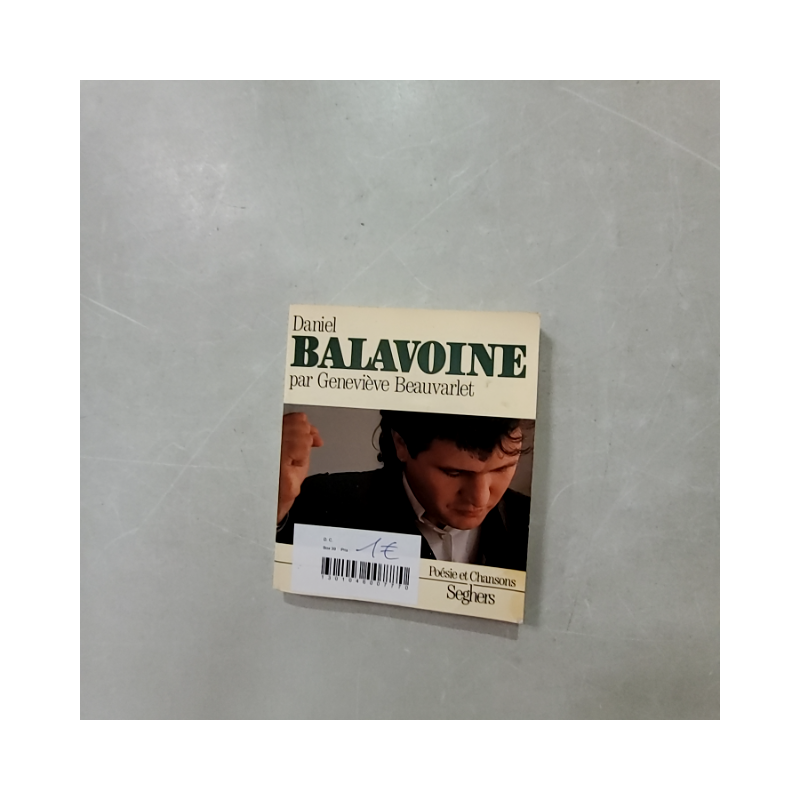 Daniel
BALAVOINE
par Geneviève Beauvarlet
1€
Poésie et Chansons
Seghers